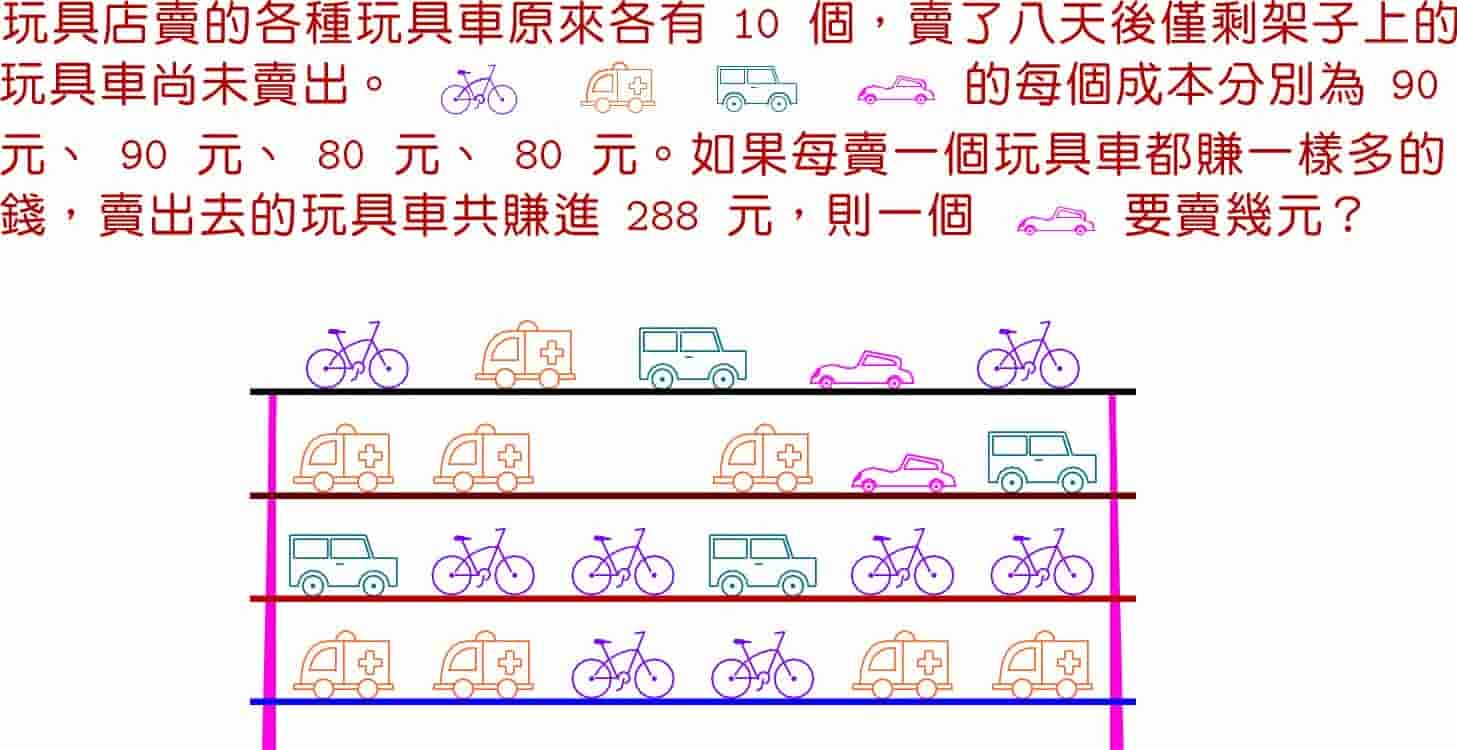 玩具店賣的各種玩具車原來各有 10 個，賣了八天後僅剩架子上的
玩具車尚未賣出。 的每個成本分別為 90
元、 90 元、 80 元、 80 元。如果每賣一個玩具車都賺一樣多的
錢，賣出去的玩具車共賺進 288 元，則一個 要賣幾元？